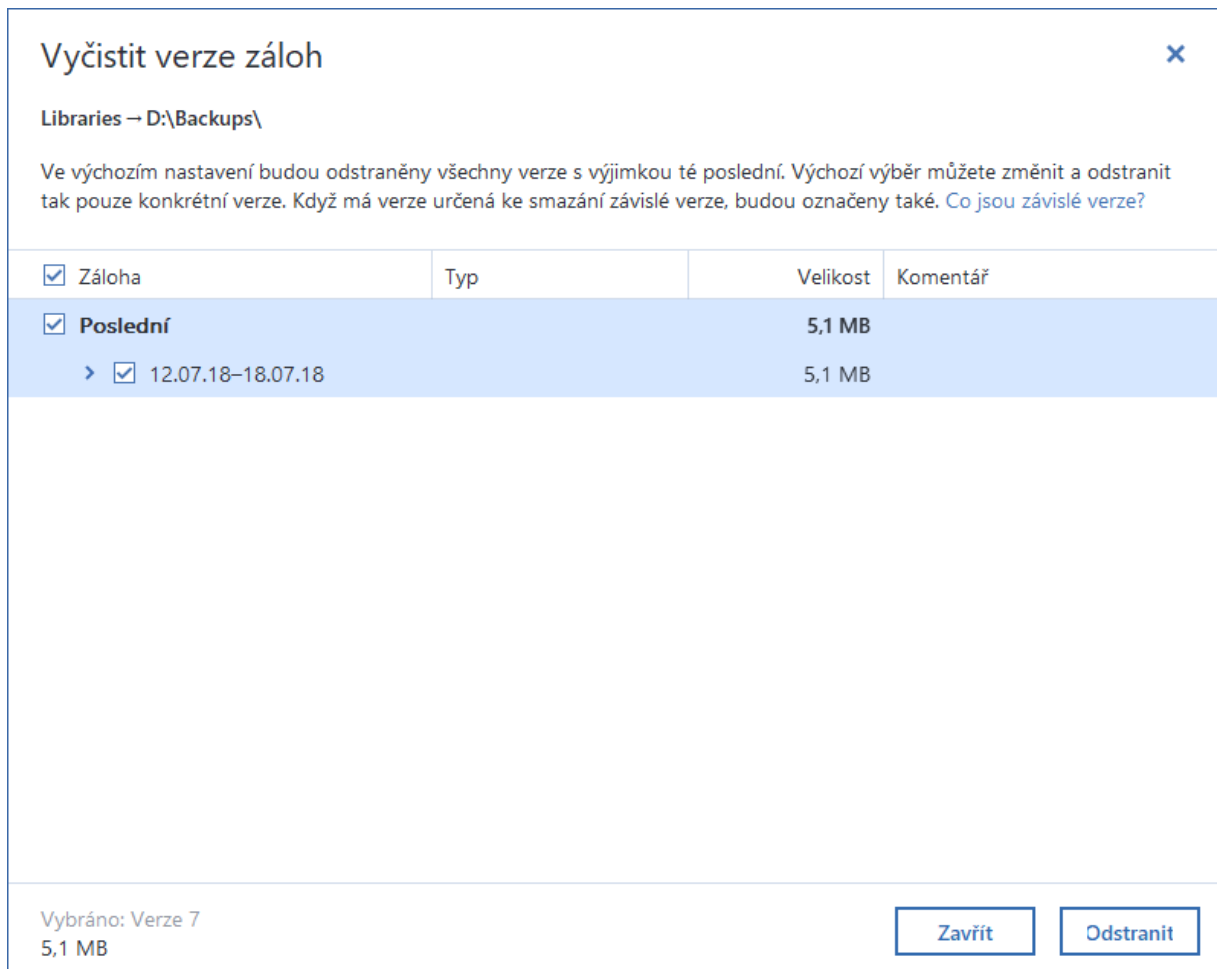 Vyčistit verze záloh
Libraries → D:\Backups\
Ve výchozím nastavení budou odstraněny všechny verze s výjimkou té poslední. Výchozí výběr můžete změnit a odstranit
tak pouze konkrétní verze. Když má verze určená ke smazání závislé verze, budou označeny také. Co jsou závislé verze?
Záloha Typ Velikost Komentář
Poslední 5,1 MB
12.07.18–18.07.18 5,1 MB
Vybráno: Verze 7
5,1 MB
Zavřít Odstranit